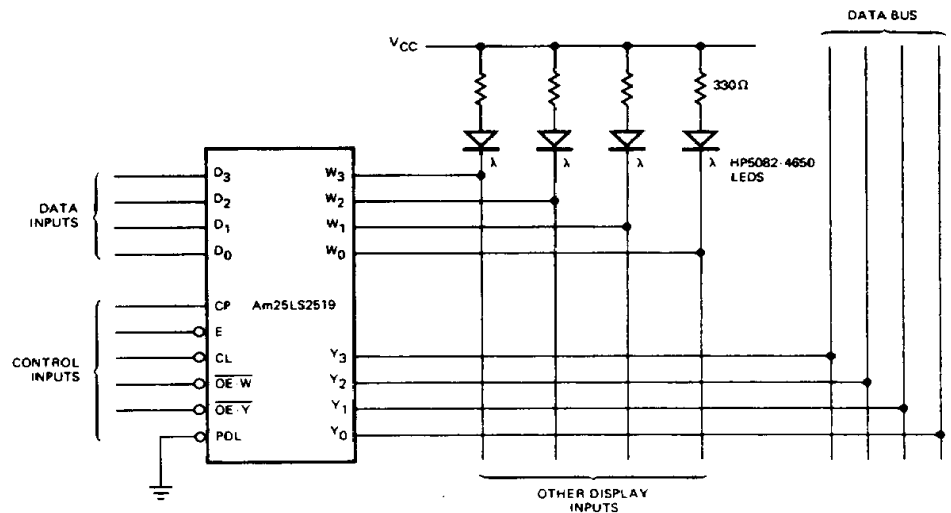 DATA BUS
VCC
330Ω
λ
λ
λ
λ
HP5082-4650
LEDS
DATA
INPUTS
D3
D2
D1
D0
W3
W2
W1
W0
CONTROL
INPUTS
CP
E
CL
OE·W
OE·Y
POL
Am25LS2519
Y3
Y2
Y1
Y0
OTHER DISPLAY
INPUTS